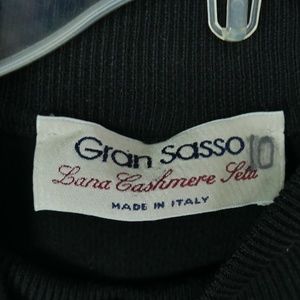 Gran Sasso 10
Lana Cashmere Seta
MADE IN ITALY